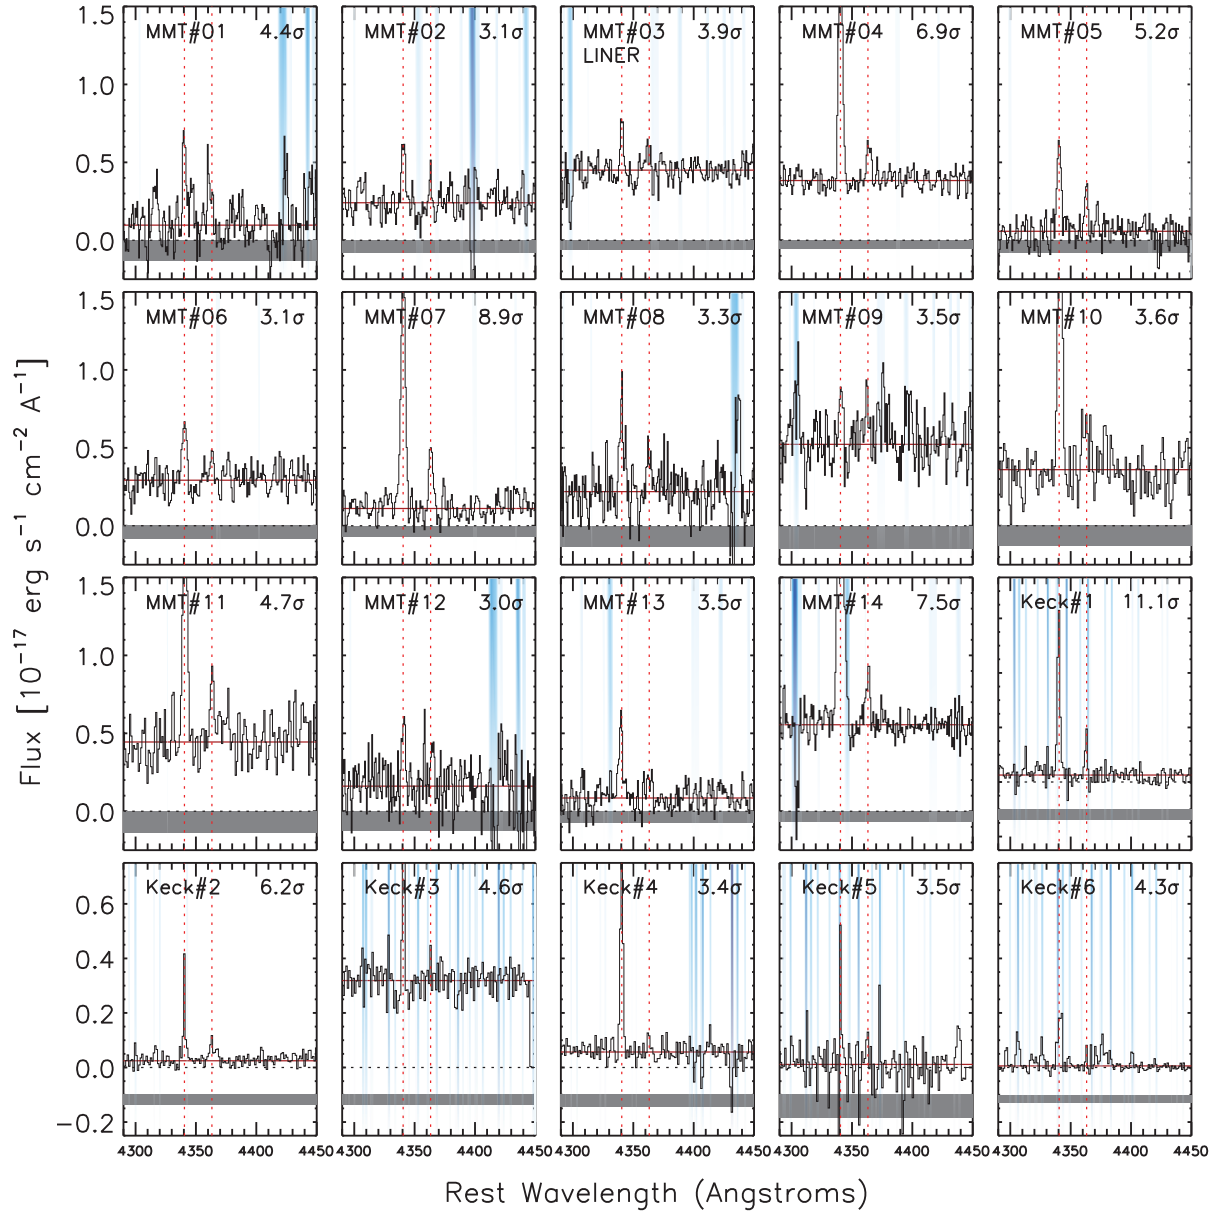 MMT#01 4.4σ
MMT#02 3.1σ
MMT#03 3.9σ
LINER
MMT#04 6.9σ
MMT#05 5.2σ
1.5
1.0
0.5
0.0
MMT#06 3.1σ
MMT#07 8.9σ
MMT#08 3.3σ
MMT#09 3.5σ
MMT#10 3.6σ
1.5
1.0
0.5
0.0
MMT#11 4.7σ
MMT#12 3.0σ
MMT#13 3.5σ
MMT#14 7.5σ
Keck#1 11.1σ
1.5
1.0
0.5
0.0
Keck#2 6.2σ
Keck#3 4.6σ
Keck#4 3.4σ
Keck#5 3.5σ
Keck#6 4.3σ
0.6
0.4
0.2
0.0
−0.2
4300 4350 4400 4450
4300 4350 4400 4450
4300 4350 4400 4450
4300 4350 4400 4450
4300 4350 4400 4450
Flux [10⁻¹⁷ erg s⁻¹ cm⁻² A⁻¹]
Rest Wavelength (Angstroms)